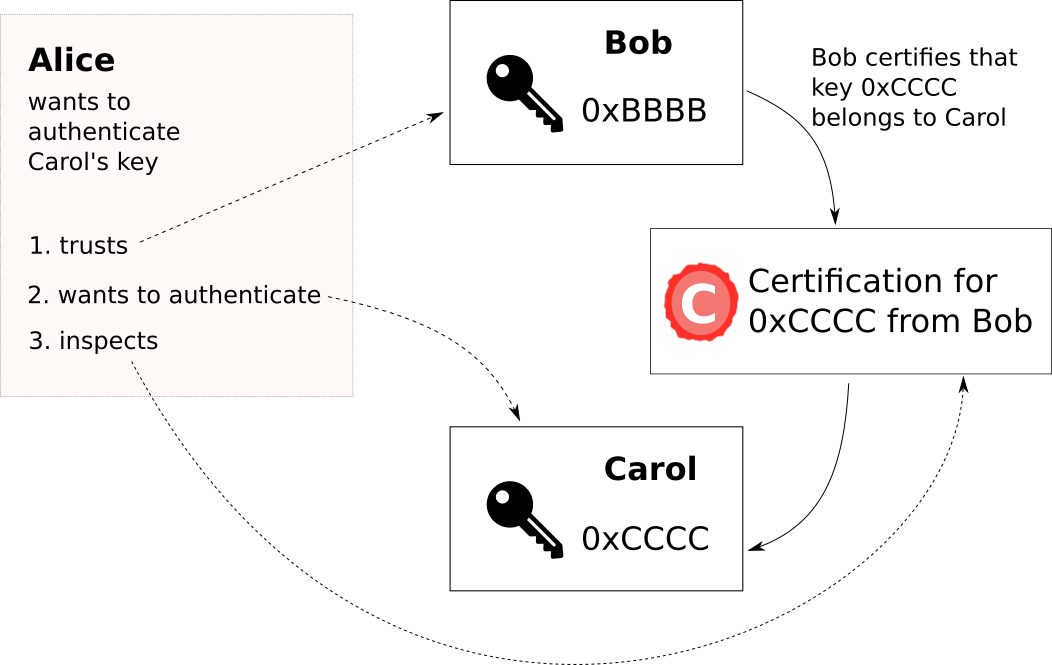 Alice
wants to
authenticate
Carol's key
1. trusts
2. wants to authenticate
3. inspects
Bob
0xBBBB
Bob certifies that
key 0xCCCC
belongs to Carol
C
Certification for
0xCCCC from Bob
Carol
0xCCCC